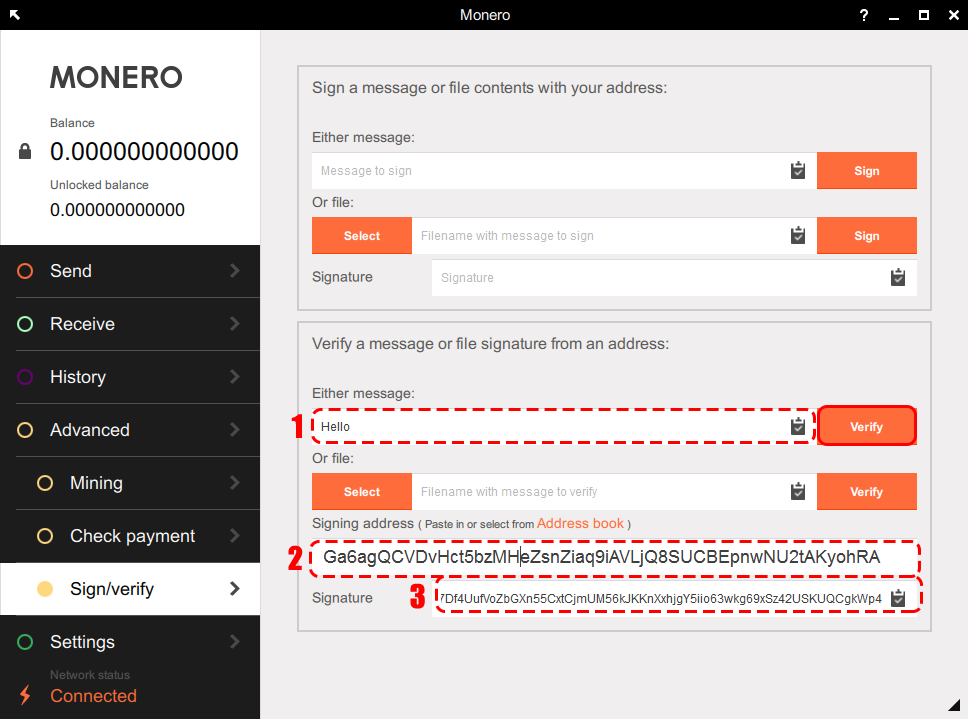 Monero
?
MONERO
Balance
0.000000000000
Unlocked balance
0.000000000000
Send
Receive
History
Advanced
Mining
Check payment
Sign/verify
Settings
Network status
Connected
Sign a message or file contents with your address:
Either message:
Message to sign
Sign
Or file:
Select
Filename with message to sign
Sign
Signature
Signature
Verify a message or file signature from an address:
Either message:
1
Hello
Verify
Or file:
Select
Filename with message to verify
Verify
Signing address ( Paste in or select from Address book )
2
Ga6agQCVDvHct5bzMHeZsnZiaq9iAVLjQ8SUCBEpnwNU2tAKyohRA
Signature
3
7Df4UufVoZbGXn55CxtCjmUM56kJKKnXxhjgY5iio63wkg69xSz42USKUQCgkWp4